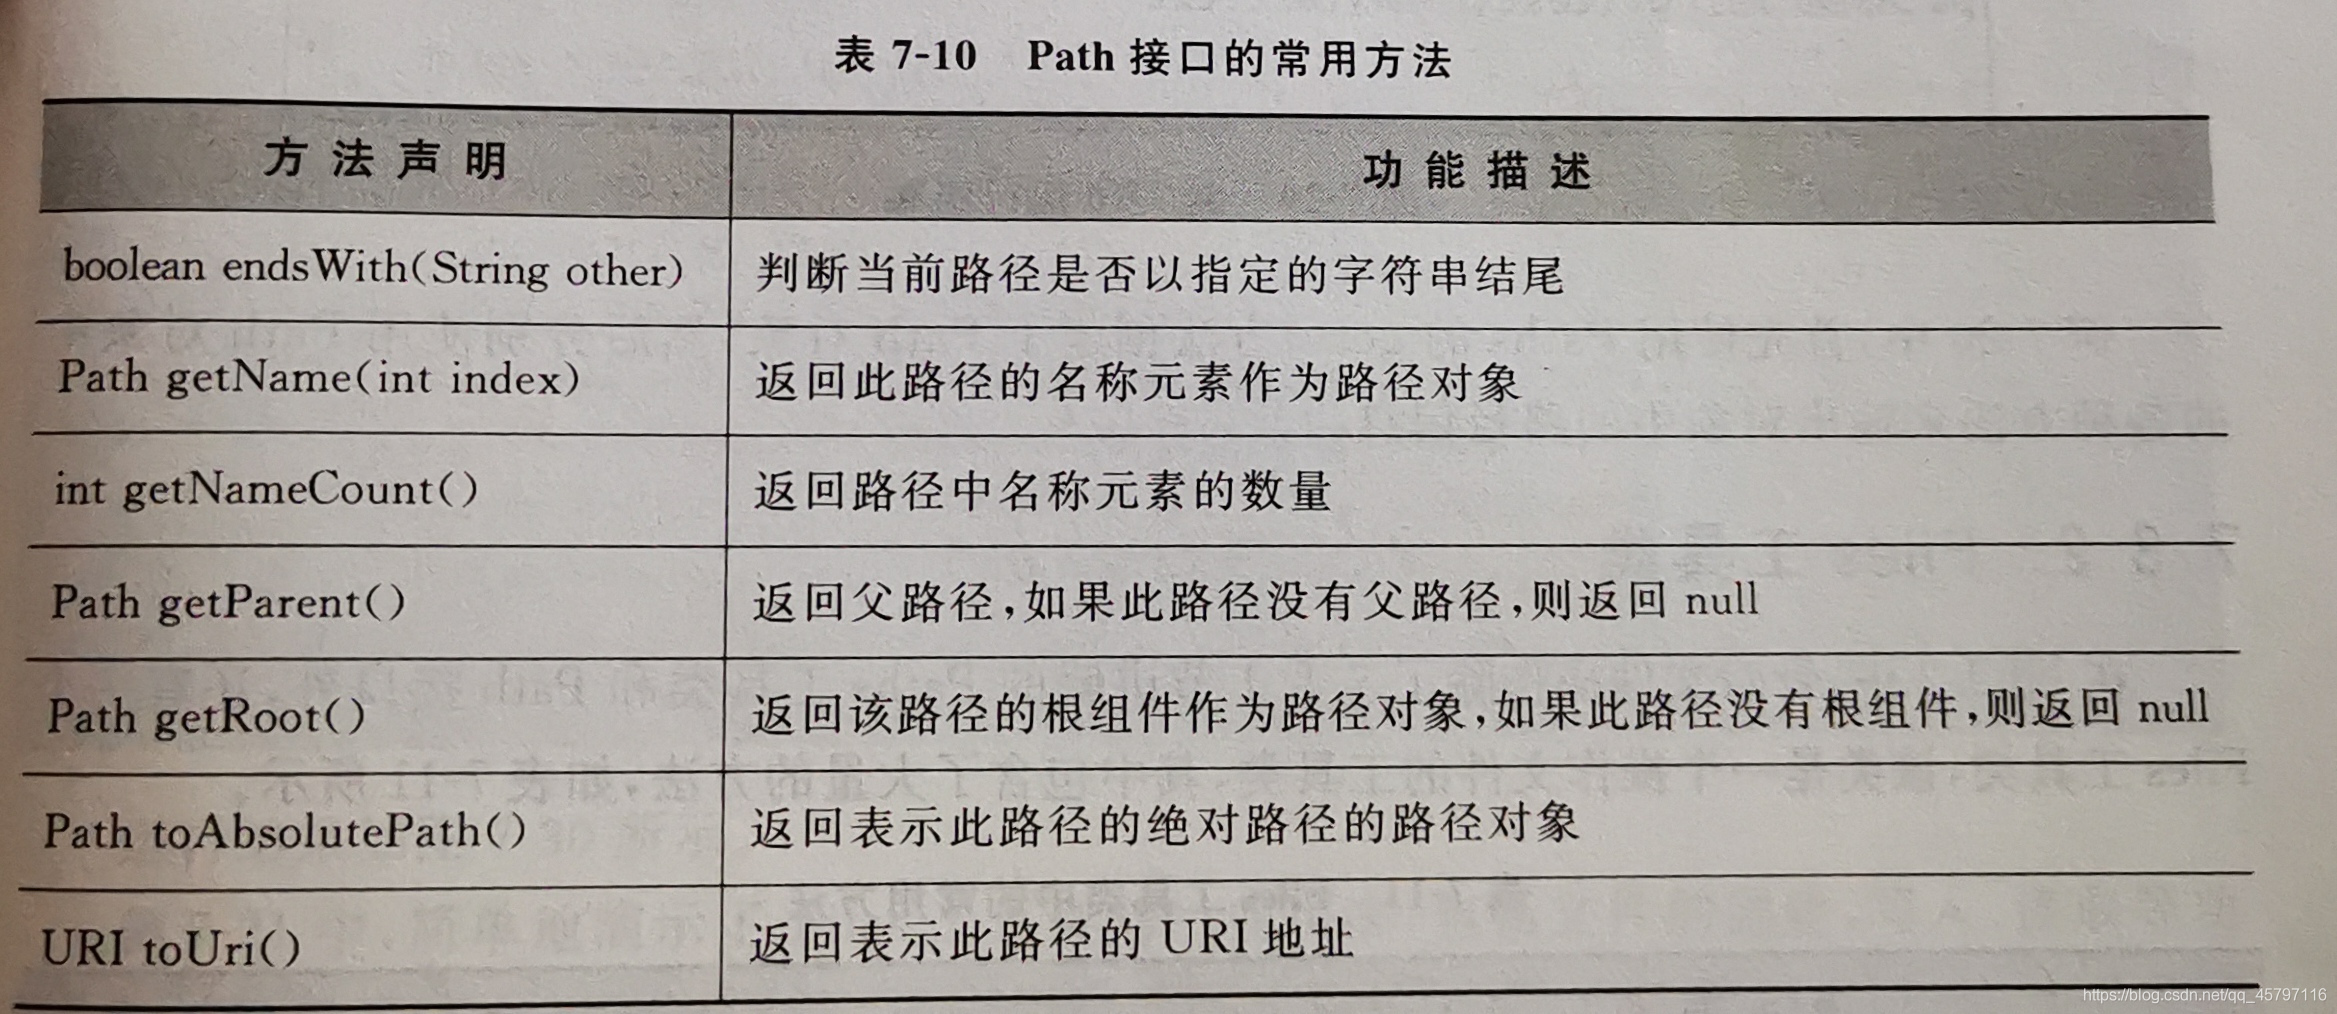 表 7-10 Path 接口的常用方法
方法声明 功能描述
boolean endsWith(String other) 判断当前路径是否以指定的字符串结尾
Path getName(int index) 返回此路径的名称元素作为路径对象
int getNameCount() 返回路径中名称元素的数量
Path getParent() 返回父路径,如果此路径没有父路径,则返回 null
Path getRoot() 返回该路径的根组件作为路径对象,如果此路径没有根组件,则返回 null
Path toAbsolutePath() 返回表示此路径的绝对路径的路径对象
URI toUri() 返回表示此路径的 URI 地址
https://blog.csdn.net/qq_45797116